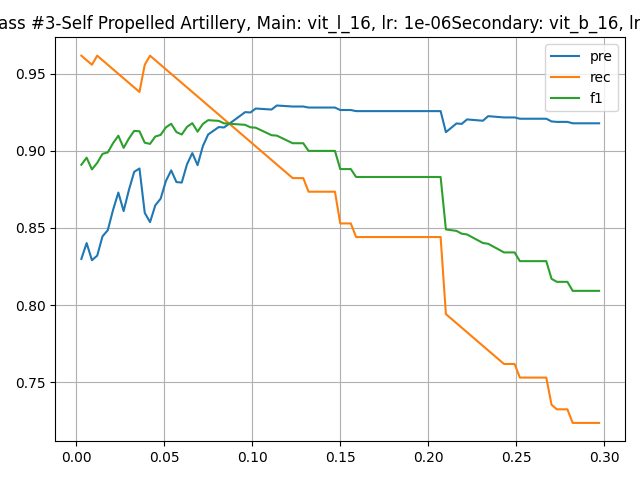 ass #3-Self Propelled Artillery, Main: vit_l_16, lr: 1e-06Secondary: vit_b_16, lr
pre
rec
f1
0.95
0.90
0.85
0.80
0.75
0.00 0.05 0.10 0.15 0.20 0.25 0.30